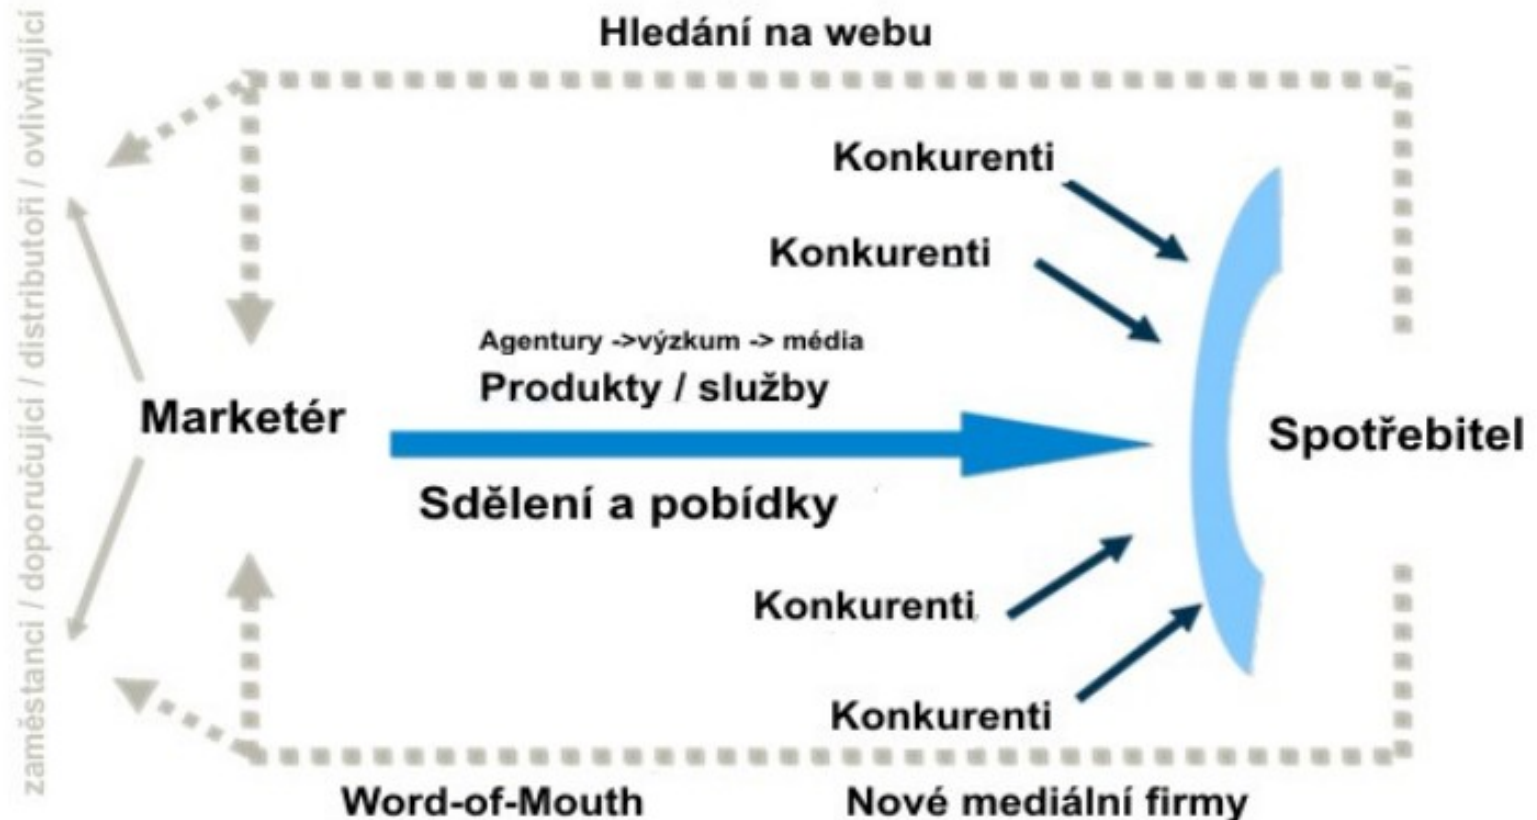 Hledání na webu
zaměstanci / doporučující / distributoři / ovlivňující
Konkurenti
Konkurenti
Agentury ->výzkum -> média
Produkty / služby
Marketér
Spotřebitel
Sdělení a pobídky
Konkurenti
Konkurenti
Word-of-Mouth
Nové mediální firmy